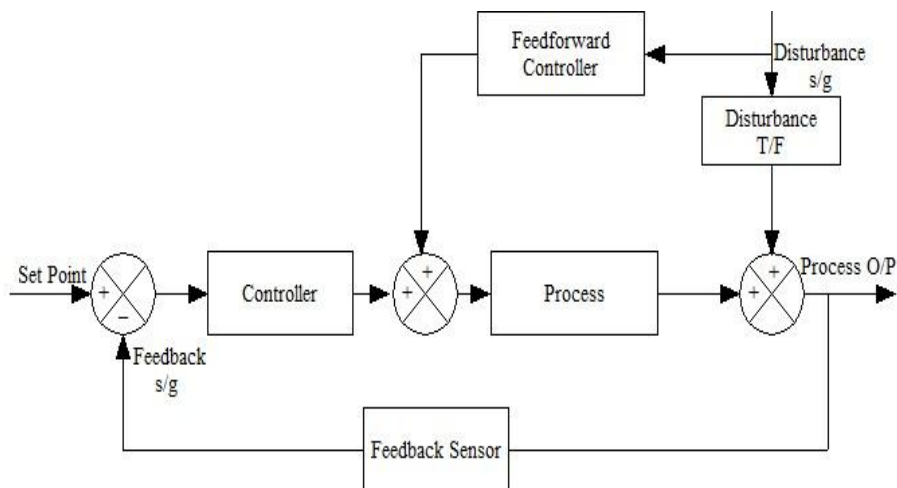 Feedforward
Controller
Disturbance
s/g
Disturbance
T/F
Set Point
+
−
Controller
+
+
Process
+
+
Process O/P
Feedback
s/g
Feedback Sensor